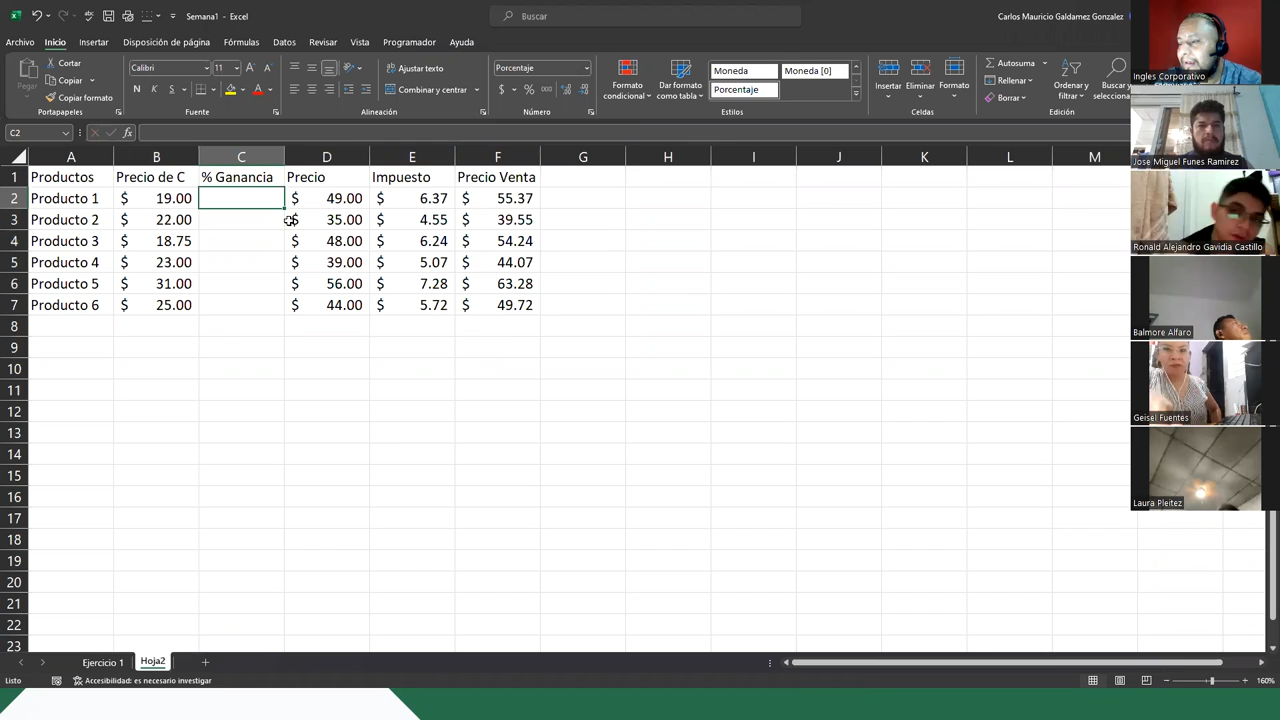 Semana1 - Excel
Buscar
Carlos Mauricio Galdamez Gonzalez
Archivo Inicio Insertar Disposición de página Fórmulas Datos Revisar Vista Programador Ayuda
Pegar
Cortar
Copiar
Copiar formato
Portapapeles
Calibri 11
N K S
Fuente
Ajustar texto
Combinar y centrar
Alineación
Porcentaje
$ % 000
Número
Formato condicional
Dar formato como tabla
Moneda Moneda [0]
Porcentaje
Estilos
Insertar Eliminar Formato
Celdas
Autosuma
Rellenar
Borrar
Ordenar y filtrar
Buscar y selecciona
Edición
C2 fx
A B C D E F G H I J K L M
1 Productos Precio de C % Ganancia Precio Impuesto Precio Venta
2 Producto 1 $ 19.00 $ 49.00 $ 6.37 $ 55.37
3 Producto 2 $ 22.00 $ 35.00 $ 4.55 $ 39.55
4 Producto 3 $ 18.75 $ 48.00 $ 6.24 $ 54.24
5 Producto 4 $ 23.00 $ 39.00 $ 5.07 $ 44.07
6 Producto 5 $ 31.00 $ 56.00 $ 7.28 $ 63.28
7 Producto 6 $ 25.00 $ 44.00 $ 5.72 $ 49.72
8
9
10
11
12
13
14
15
16
17
18
19
20
21
22
23
Ejercicio 1 Hoja2
Listo Accesibilidad: es necesario investigar 160%
Ingles Corporativo
Jose Miguel Funes Ramirez
Ronald Alejandro Gavidia Castillo
Balmore Alfaro
Geisel Fuentes
Laura Pleitez